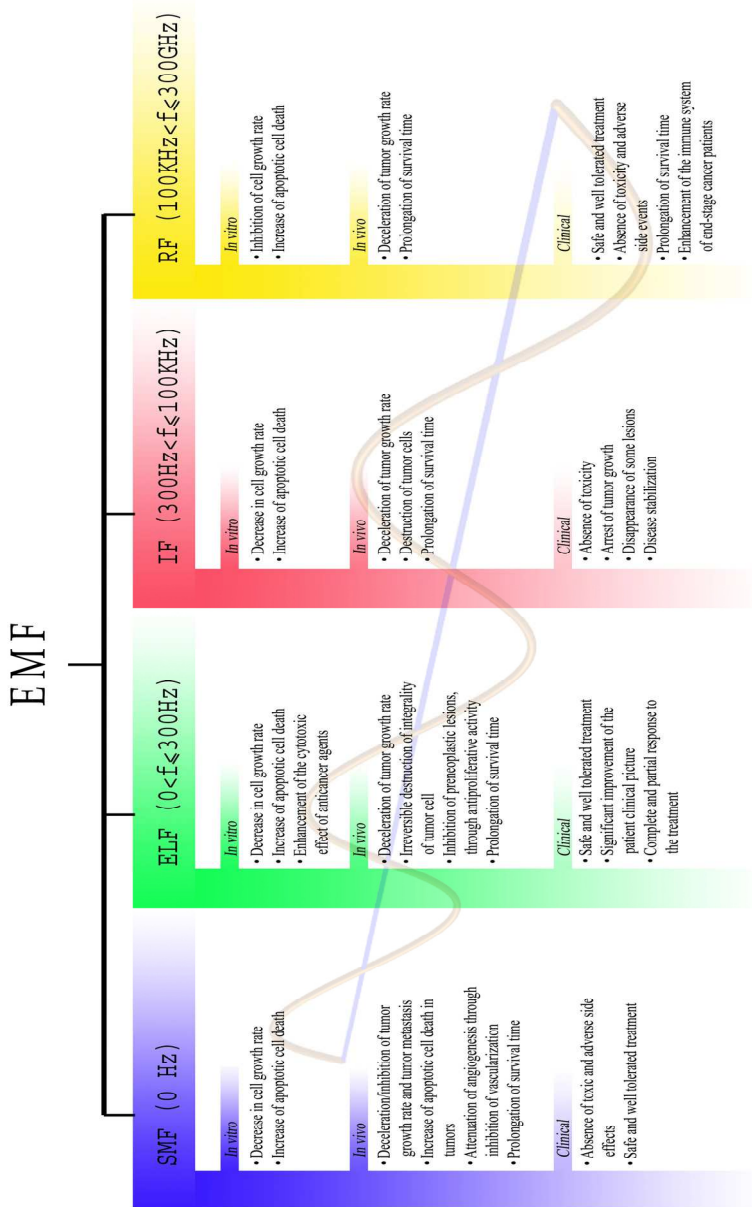 EMF
SMF (0 Hz)
In vitro
• Decrease in cell growth rate
• Increase of apoptotic cell death
In vivo
• Deceleration/inhibition of tumor
growth rate and tumor metastasis
• Increase of apoptotic cell death in
tumors
• Attenuation of angiogenesis through
inhibition of vascularization
• Prolongation of survival time
Clinical
• Absence of toxic and adverse side
effects
• Safe and well tolerated treatment
ELF (0<f⩽300Hz)
In vitro
• Decrease in cell growth rate
• Increase of apoptotic cell death
• Enhancement of the cytotoxic
effect of anticancer agents
In vivo
• Deceleration of tumor growth rate
• Irreversible destruction of integrality
of tumor cell
• Inhibition of preneoplastic lesions,
through antiproliferative activity
• Prolongation of survival time
Clinical
• Safe and well tolerated treatment
• Significant improvement of the
patient clinical picture
• Complete and partial response to
the treatment
IF (300Hz<f⩽100KHz)
In vitro
• Decrease in cell growth rate
• Increase of apoptotic cell death
In vivo
• Deceleration of tumor growth rate
• Destruction of tumor cells
• Prolongation of survival time
Clinical
• Absence of toxicity
• Arrest of tumor growth
• Disappearance of some lesions
• Disease stabilization
RF (100KHz<f⩽300GHz)
In vitro
• Inhibition of cell growth rate
• Increase of apoptotic cell death
In vivo
• Deceleration of tumor growth rate
• Prolongation of survival time
Clinical
• Safe and well tolerated treatment
• Absence of toxicity and adverse
side events
• Prolongation of survival time
• Enhancement of the immune system
of end-stage cancer patients